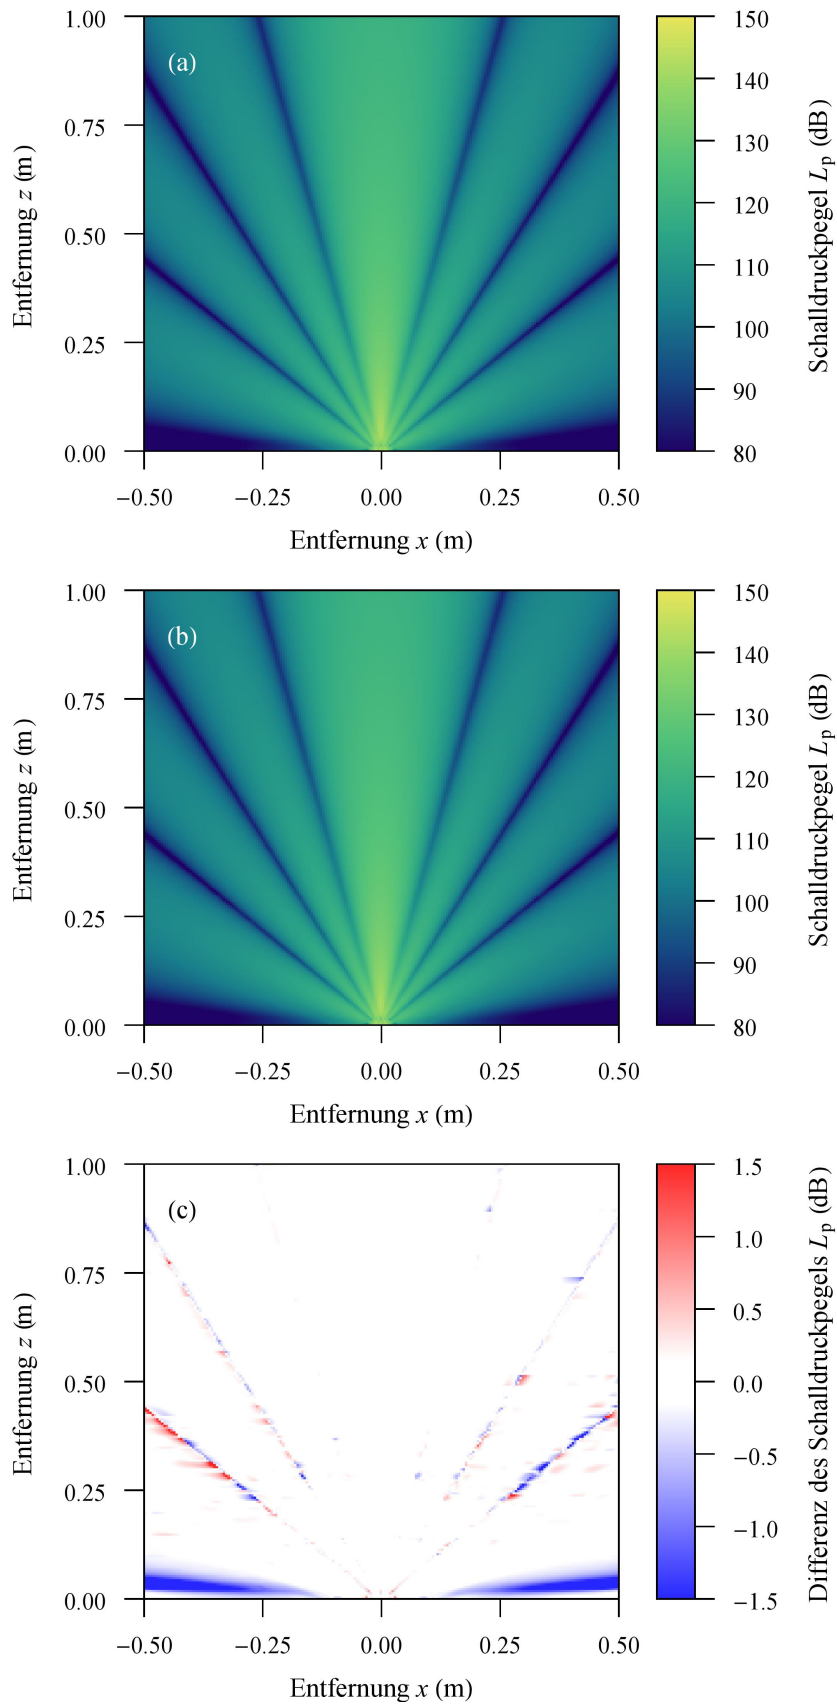 1.00
0.75
0.50
0.25
0.00
Entfernung z (m)
(a)
−0.50 −0.25 0.00 0.25 0.50
Entfernung x (m)
150
140
130
120
110
100
90
80
Schalldruckpegel Lp (dB)
1.00
0.75
0.50
0.25
0.00
Entfernung z (m)
(b)
−0.50 −0.25 0.00 0.25 0.50
Entfernung x (m)
150
140
130
120
110
100
90
80
Schalldruckpegel Lp (dB)
1.00
0.75
0.50
0.25
0.00
Entfernung z (m)
(c)
−0.50 −0.25 0.00 0.25 0.50
Entfernung x (m)
1.5
1.0
0.5
0.0
−0.5
−1.0
−1.5
Differenz des Schalldruckpegels Lp (dB)